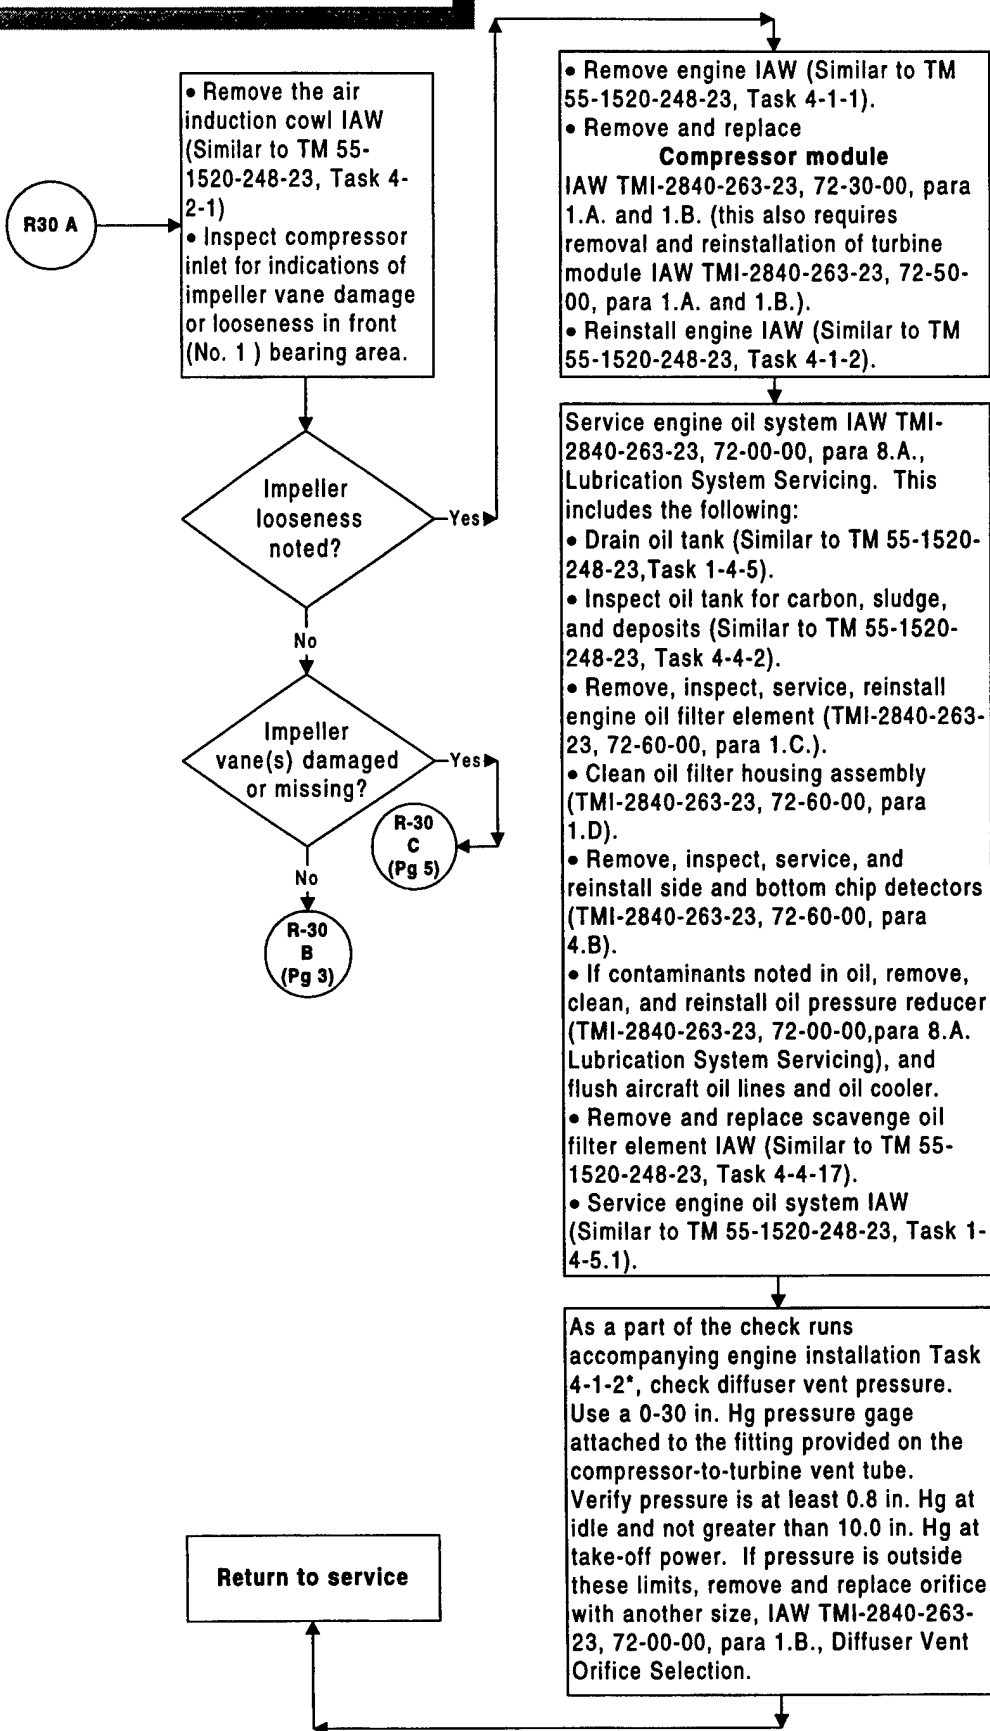 R30 A
• Remove the air
induction cowl IAW
(Similar to TM 55-
1520-248-23, Task 4-
2-1)
• Inspect compressor
inlet for indications of
impeller vane damage
or looseness in front
(No. 1 ) bearing area.
Impeller
looseness
noted?
Yes
No
Impeller
vane(s) damaged
or missing?
Yes
R-30
C
(Pg 5)
No
R-30
B
(Pg 3)
• Remove engine IAW (Similar to TM
55-1520-248-23, Task 4-1-1).
• Remove and replace
Compressor module
IAW TMI-2840-263-23, 72-30-00, para
1.A. and 1.B. (this also requires
removal and reinstallation of turbine
module IAW TMI-2840-263-23, 72-50-
00, para 1.A. and 1.B.).
• Reinstall engine IAW (Similar to TM
55-1520-248-23, Task 4-1-2).
Service engine oil system IAW TMI-
2840-263-23, 72-00-00, para 8.A.,
Lubrication System Servicing. This
includes the following:
• Drain oil tank (Similar to TM 55-1520-
248-23,Task 1-4-5).
• Inspect oil tank for carbon, sludge,
and deposits (Similar to TM 55-1520-
248-23, Task 4-4-2).
• Remove, inspect, service, reinstall
engine oil filter element (TMI-2840-263-
23, 72-60-00, para 1.C.).
• Clean oil filter housing assembly
(TMI-2840-263-23, 72-60-00, para
1.D).
• Remove, inspect, service, and
reinstall side and bottom chip detectors
(TMI-2840-263-23, 72-60-00, para
4.B).
• If contaminants noted in oil, remove,
clean, and reinstall oil pressure reducer
(TMI-2840-263-23, 72-00-00,para 8.A.
Lubrication System Servicing), and
flush aircraft oil lines and oil cooler.
• Remove and replace scavenge oil
filter element IAW (Similar to TM 55-
1520-248-23, Task 4-4-17).
• Service engine oil system IAW
(Similar to TM 55-1520-248-23, Task 1-
4-5.1).
As a part of the check runs
accompanying engine installation Task
4-1-2*, check diffuser vent pressure.
Use a 0-30 in. Hg pressure gage
attached to the fitting provided on the
compressor-to-turbine vent tube.
Verify pressure is at least 0.8 in. Hg at
idle and not greater than 10.0 in. Hg at
take-off power. If pressure is outside
these limits, remove and replace orifice
with another size, IAW TMI-2840-263-
23, 72-00-00, para 1.B., Diffuser Vent
Orifice Selection.
Return to service